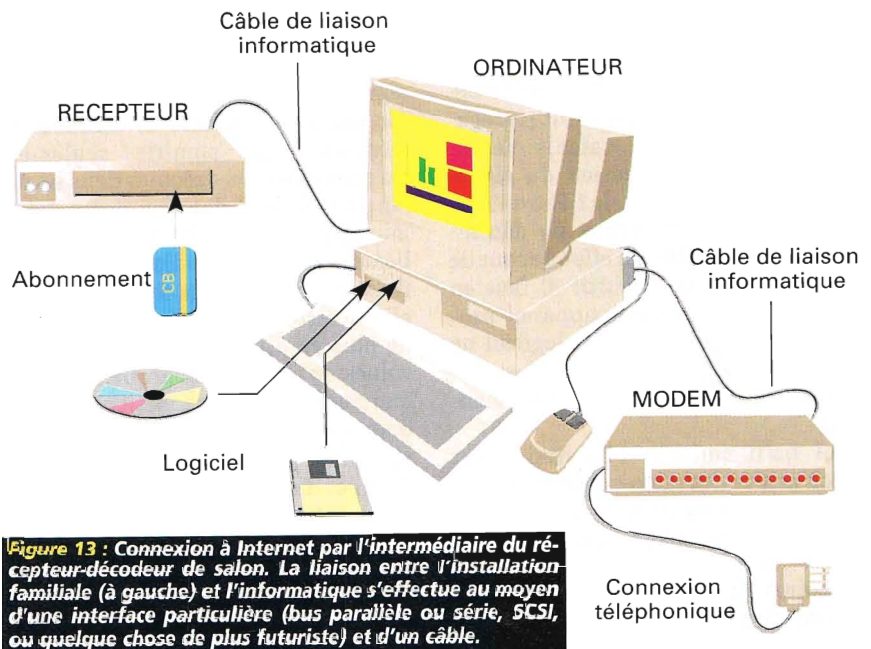 Câble de liaison
informatique
ORDINATEUR
RECEPTEUR
Abonnement
CB
Câble de liaison
informatique
MODEM
Logiciel
Connexion
téléphonique
Figure 13 : Connexion à Internet par l'intermédiaire du ré-
cepteur-décodeur de salon. La liaison entre l'installation
familiale (à gauche) et l'informatique s'effectue au moyen
d'une interface particulière (bus parallèle ou série, SCSI,
ou quelque chose de plus futuriste) et d'un câble.